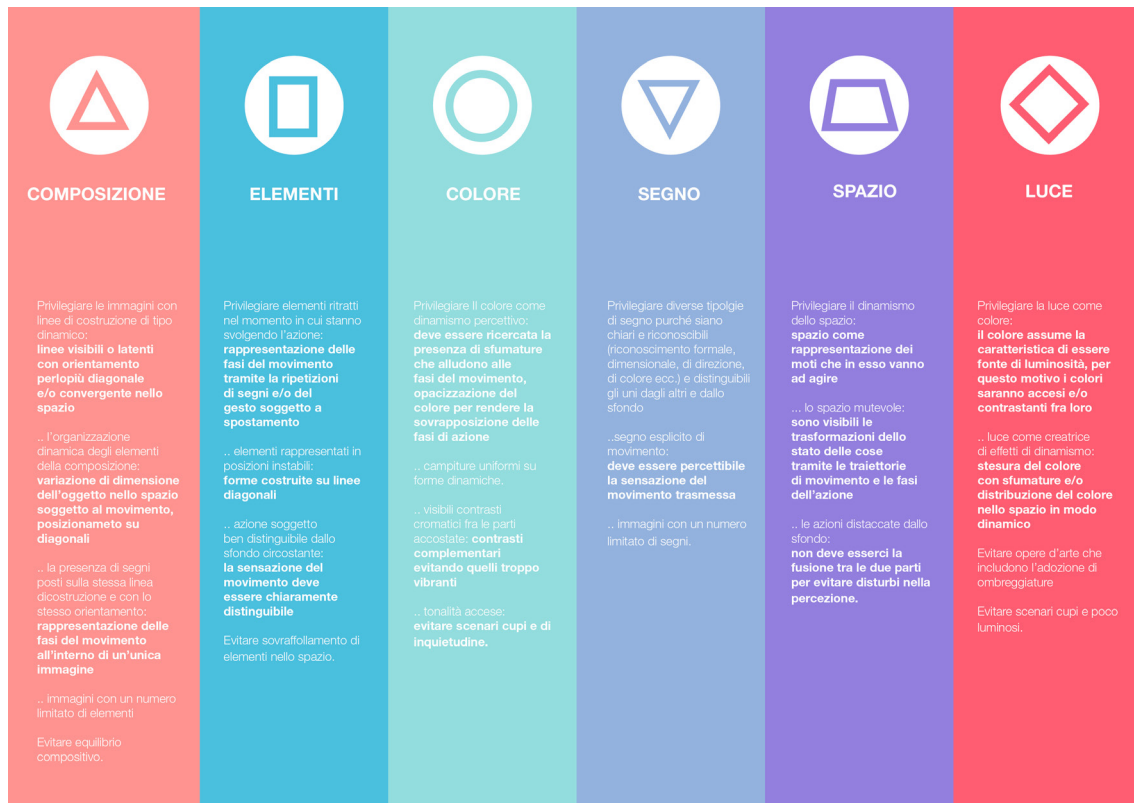 COMPOSIZIONE
Privilegiare le immagini con
linee di costruzione di tipo
dinamico:
linee visibili o latenti
con orientamento
perlopiù diagonale
e/o convergente nello
spazio
.. l'organizzazione
dinamica degli elementi
della composizione:
variazione di dimensione
dell'oggetto nello spazio
soggetto al movimento,
posizionameto su
diagonali
.. la presenza di segni
posti sulla stessa linea
dicostruzione e con lo
stesso orientamento:
rappresentazione delle
fasi del movimento
all'interno di un'unica
immagine
.. immagini con un numero
limitato di elementi
Evitare equilibrio
compositivo.
ELEMENTI
Privilegiare elementi ritratti
nel momento in cui stanno
svolgendo l'azione:
rappresentazione delle
fasi del movimento
tramite la ripetizioni
di segni e/o del
gesto soggetto a
spostamento
.. elementi rappresentati in
posizioni instabili:
forme costruite su linee
diagonali
.. azione soggetto
ben distinguibile dallo
sfondo circostante:
la sensazione del
movimento deve
essere chiaramente
distinguibile
Evitare sovraffollamento di
elementi nello spazio.
COLORE
Privilegiare Il colore come
dinamismo percettivo:
deve essere ricercata la
presenza di sfumature
che alludono alle
fasi del movimento,
opacizzazione del
colore per rendere la
sovrapposizione delle
fasi di azione
.. campiture uniformi su
forme dinamiche.
.. visibili contrasti
cromatici fra le parti
accostate: contrasti
complementari
evitando quelli troppo
vibranti
.. tonalità accese:
evitare scenari cupi e di
inquietudine.
SEGNO
Privilegiare diverse tipolgie
di segno purché siano
chiari e riconoscibili
(riconoscimento formale,
dimensionale, di direzione,
di colore ecc.) e distinguibili
gli uni dagli altri e dallo
sfondo
..segno esplicito di
movimento:
deve essere percettibile
la sensazione del
movimento trasmessa
.. immagini con un numero
limitato di segni.
SPAZIO
Privilegiare il dinamismo
dello spazio:
spazio come
rappresentazione dei
moti che in esso vanno
ad agire
... lo spazio mutevole:
sono visibili le
trasformazioni dello
stato delle cose
tramite le traiettorie
di movimento e le fasi
dell'azione
.. le azioni distaccate dallo
sfondo:
non deve esserci la
fusione tra le due parti
per evitare disturbi nella
percezione.
LUCE
Privilegiare la luce come
colore:
il colore assume la
caratteristica di essere
fonte di luminosità, per
questo motivo i colori
saranno accesi e/o
contrastanti fra loro
.. luce come creatrice
di effetti di dinamismo:
stesura del colore
con sfumature e/o
distribuzione del colore
nello spazio in modo
dinamico
Evitare opere d'arte che
includono l'adozione di
ombreggiature
Evitare scenari cupi e poco
luminosi.